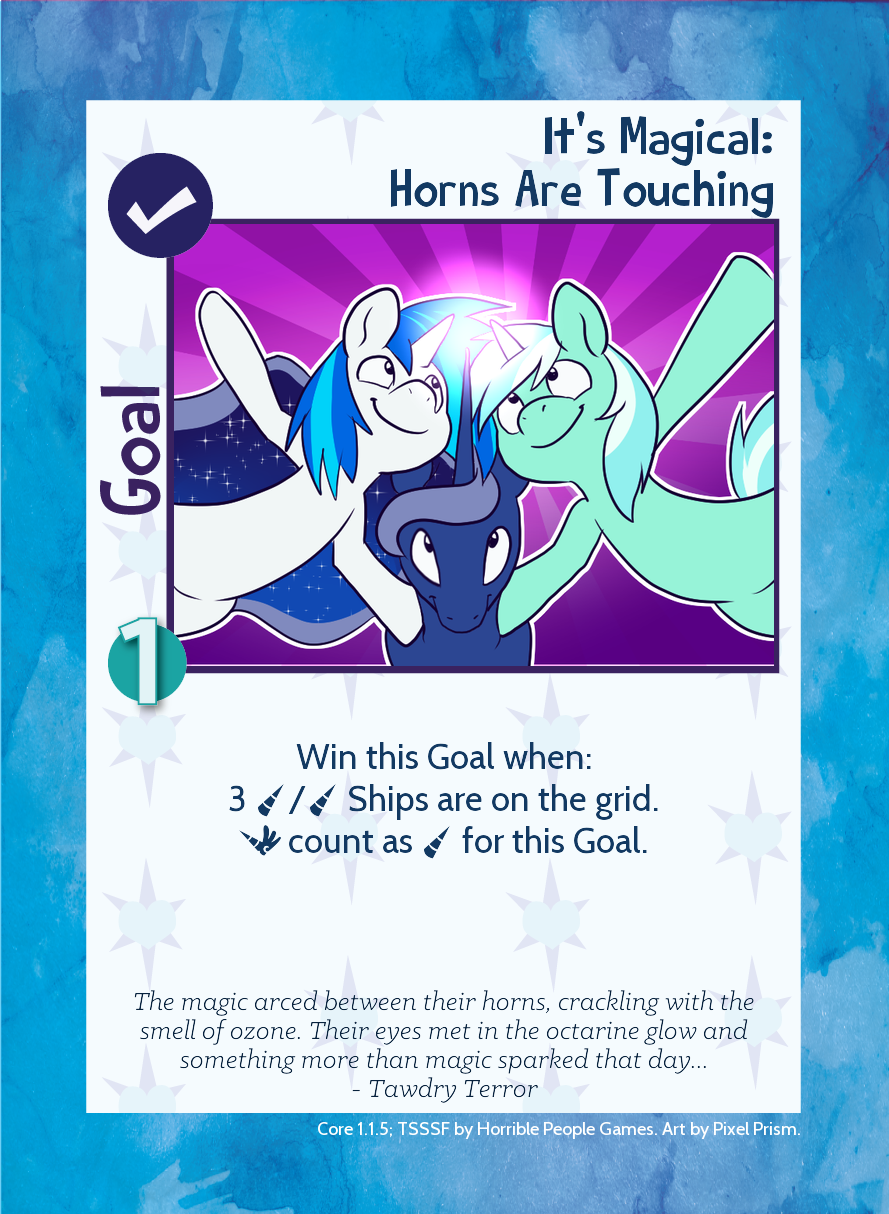 It's Magical:
Horns Are Touching
Goal
1
Win this Goal when:
3 / Ships are on the grid.
count as for this Goal.
The magic arced between their horns, crackling with the
smell of ozone. Their eyes met in the octarine glow and
something more than magic sparked that day...
- Tawdry Terror
Core 1.1.5; TSSSF by Horrible People Games. Art by Pixel Prism.